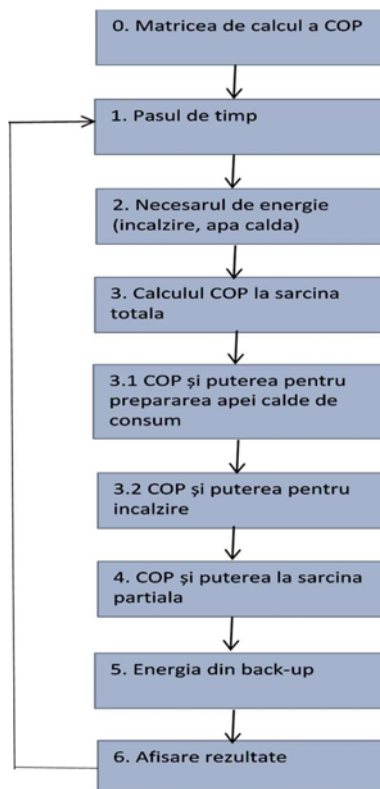 0. Matricea de calcul a COP
1. Pasul de timp
2. Necesarul de energie
(incalzire, apa calda)
3. Calculul COP la sarcina
totala
3.1 COP și puterea pentru
prepararea apei calde de
consum
3.2 COP și puterea pentru
incalzire
4. COP și puterea la sarcina
partiala
5. Energia din back-up
6. Afisare rezultate